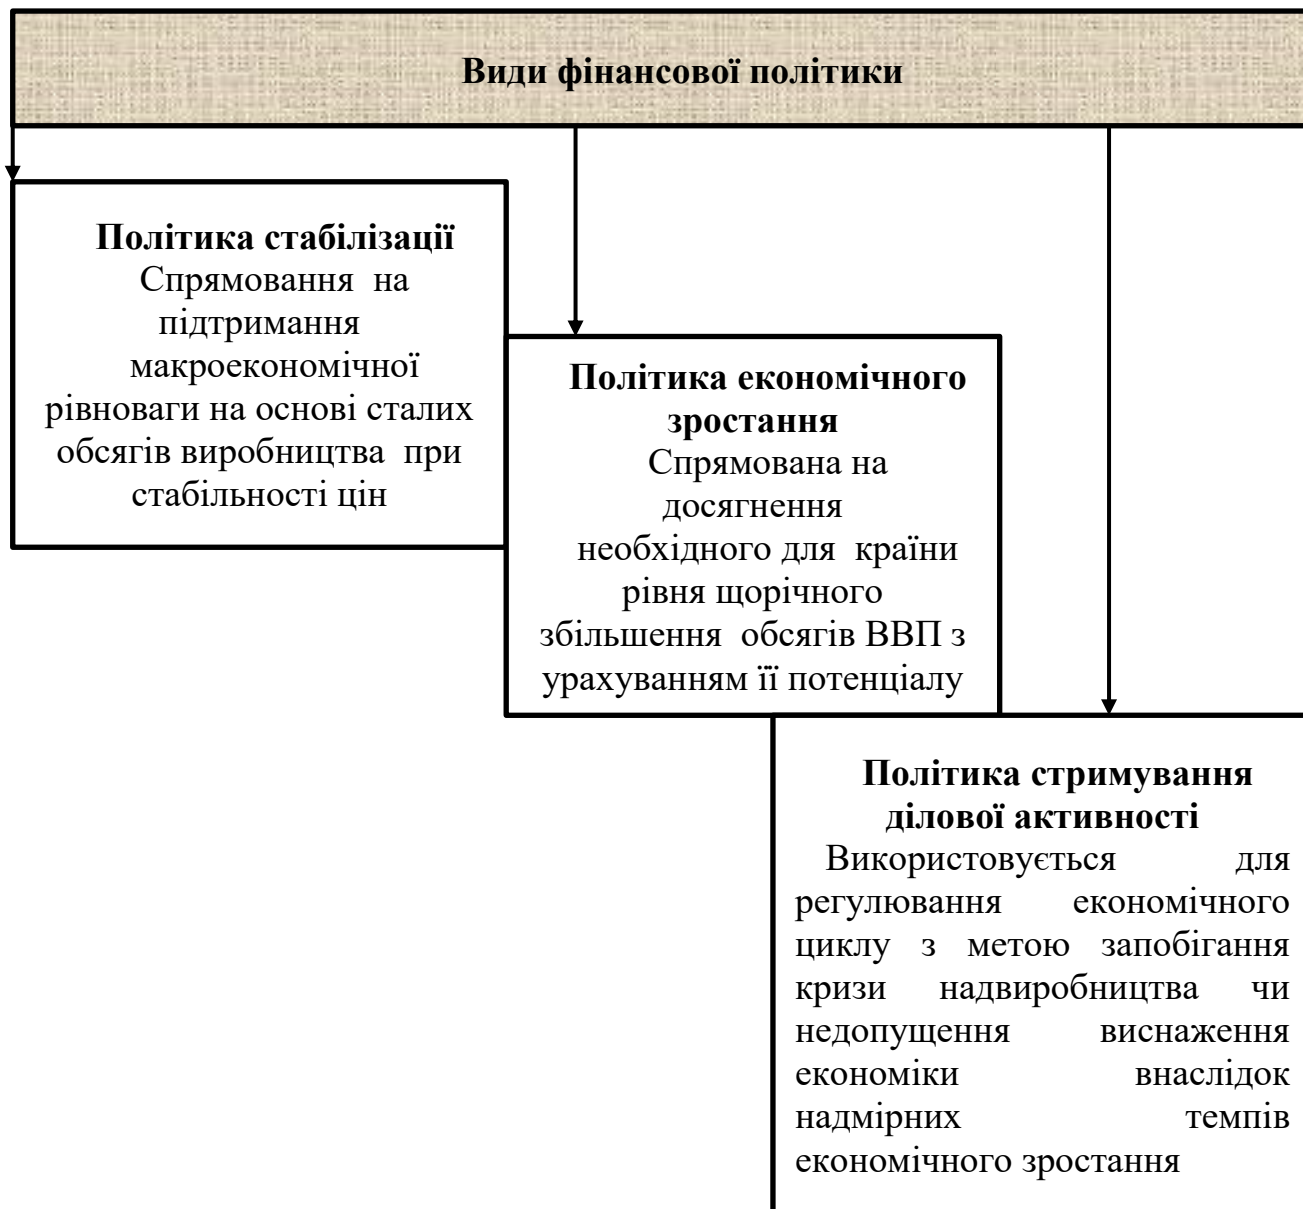 Види фінансової політики
Політика стабілізації
Спрямовання на
підтримання
макроекономічної
рівноваги на основі сталих
обсягів виробництва при
стабільності цін
Політика економічного
зростання
Спрямована на
досягнення
необхідного для країни
рівня щорічного
збільшення обсягів ВВП з
урахуванням її потенціалу
Політика стримування
ділової активності
Використовується для
регулювання економічного
циклу з метою запобігання
кризи надвиробництва чи
недопущення виснаження
економіки внаслідок
надмірних темпів
економічного зростання